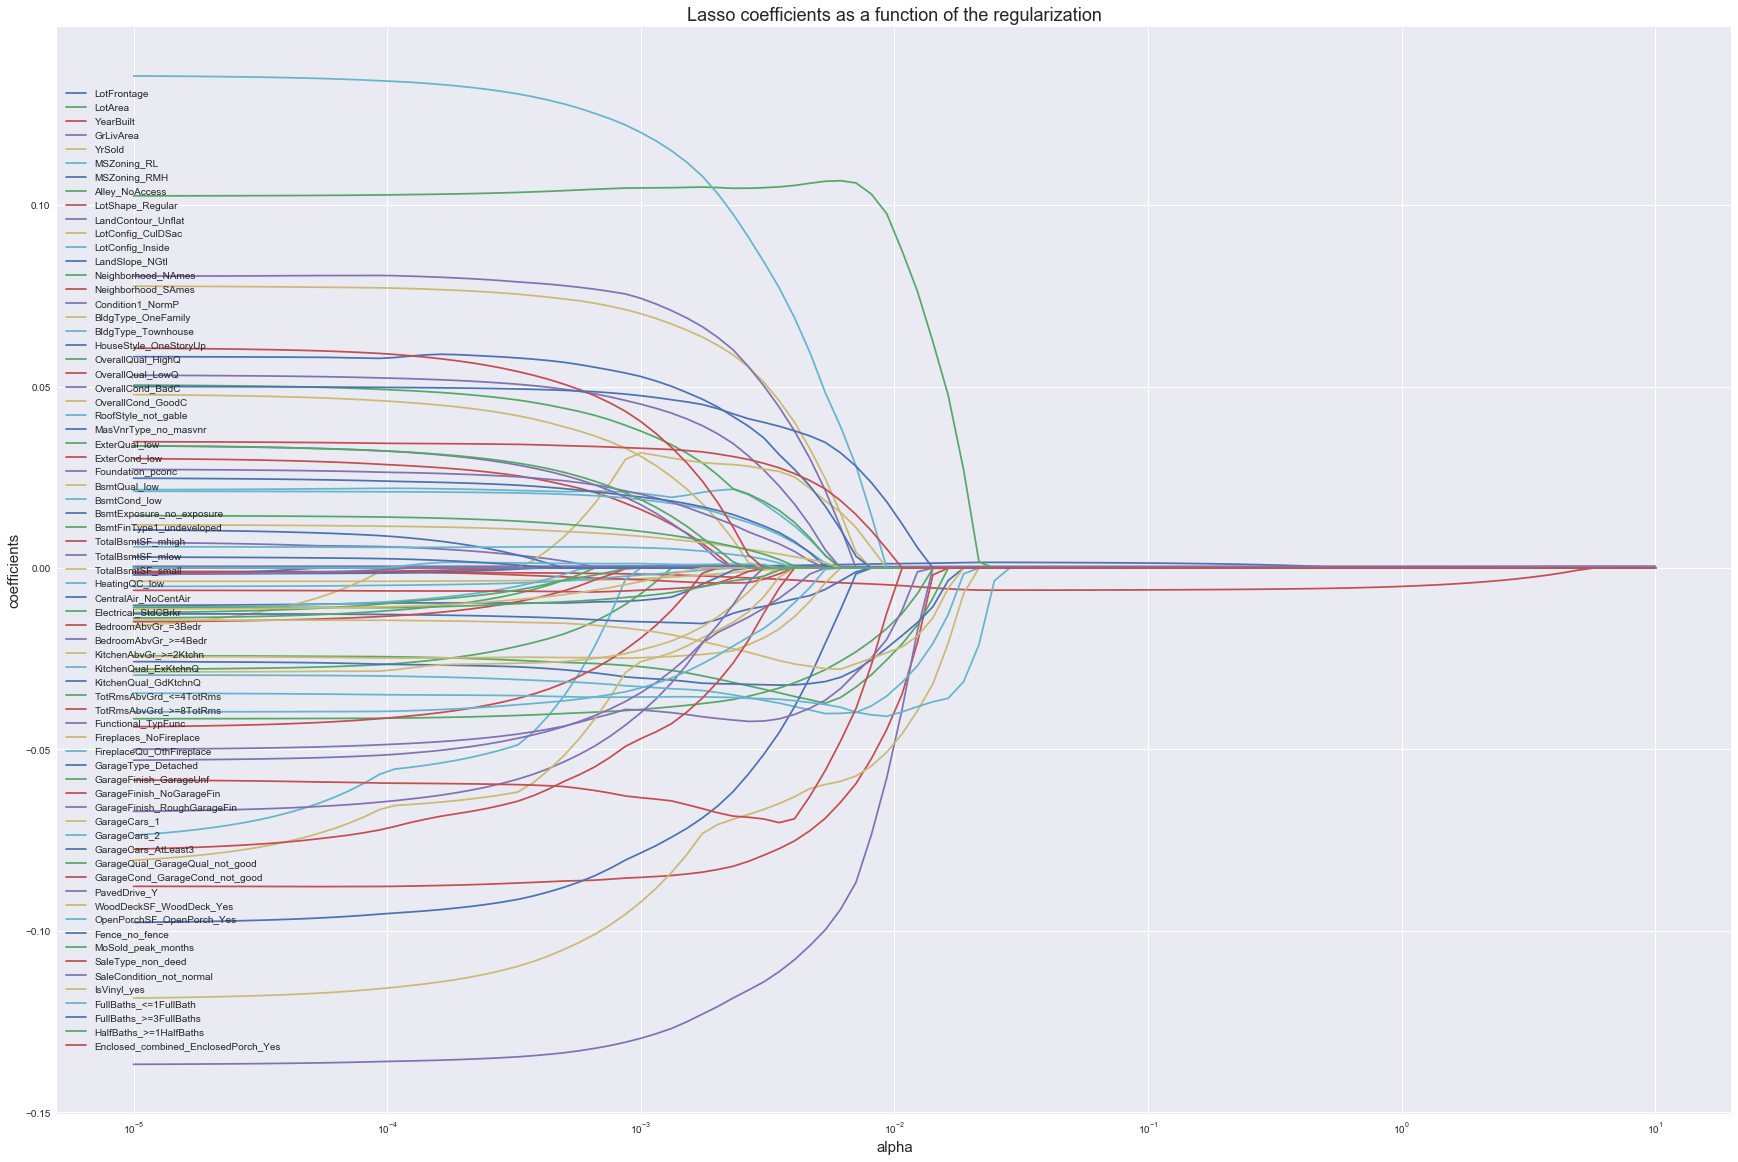 Lasso coefficients as a function of the regularization
LotFrontage
LotArea
YearBuilt
GrLivArea
YrSold
MSZoning_RL
MSZoning_RMH
Alley_NoAccess
LotShape_Regular
LandContour_Unflat
LotConfig_CulDSac
LotConfig_Inside
LandSlope_NGtl
Neighborhood_NAmes
Neighborhood_SAmes
Condition1_NormP
BldgType_OneFamily
BldgType_Townhouse
HouseStyle_OneStoryUp
OverallQual_HighQ
OverallQual_LowQ
OverallCond_BadC
OverallCond_GoodC
RoofStyle_not_gable
MasVnrType_no_masvnr
ExterQual_low
ExterCond_low
Foundation_pconc
BsmtQual_low
BsmtCond_low
BsmtExposure_no_exposure
BsmtFinType1_undeveloped
TotalBsmtSF_mhigh
TotalBsmtSF_mlow
TotalBsmtSF_small
HeatingQC_low
CentralAir_NoCentAir
Electrical_StdCBrkr
BedroomAbvGr_=3Bedr
BedroomAbvGr_>=4Bedr
KitchenAbvGr_>=2Ktchn
KitchenQual_ExKtchnQ
KitchenQual_GdKtchnQ
TotRmsAbvGrd_<=4TotRms
TotRmsAbvGrd_>=8TotRms
Functional_TypFunc
Fireplaces_NoFireplace
FireplaceQu_OthFireplace
GarageType_Detached
GarageFinish_GarageUnf
GarageFinish_NoGarageFin
GarageFinish_RoughGarageFin
GarageCars_1
GarageCars_2
GarageCars_AtLeast3
GarageQual_GarageQual_not_good
GarageCond_GarageCond_not_good
PavedDrive_Y
WoodDeckSF_WoodDeck_Yes
OpenPorchSF_OpenPorch_Yes
Fence_no_fence
MoSold_peak_months
SaleType_non_deed
SaleCondition_not_normal
IsVinyl_yes
FullBaths_<=1FullBath
FullBaths_>=3FullBaths
HalfBaths_>=1HalfBaths
Enclosed_combined_EnclosedPorch_Yes
coefficients
0.10
0.05
0.00
−0.05
−0.10
−0.15
10⁻⁵ 10⁻⁴ 10⁻³ 10⁻² 10⁻¹ 10⁰ 10¹
alpha